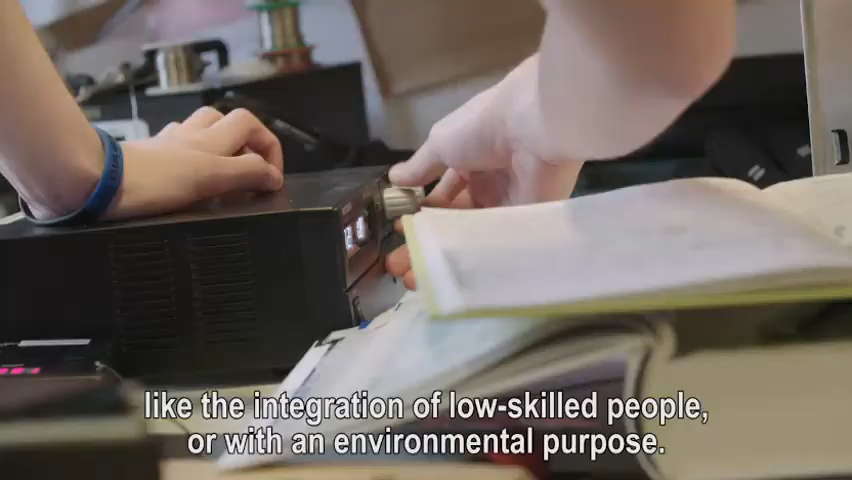 like the integration of low-skilled people,
or with an environmental purpose.